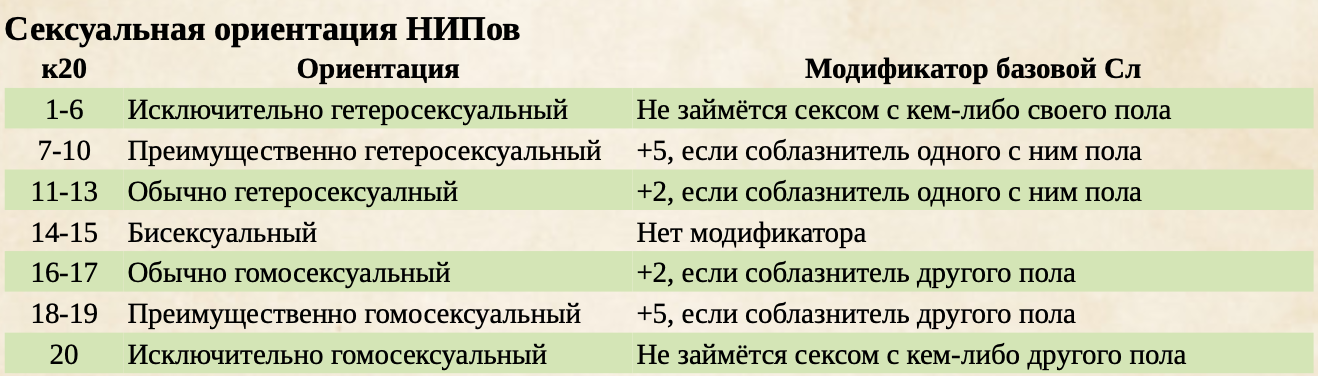 Сексуальная ориентация НИПов
к20 Ориентация Модификатор базовой Сл
1-6 Исключительно гетеросексуальный Не займётся сексом с кем-либо своего пола
7-10 Преимущественно гетеросексуальный +5, если соблазнитель одного с ним пола
11-13 Обычно гетеросексуалный +2, если соблазнитель одного с ним пола
14-15 Бисексуальный Нет модификатора
16-17 Обычно гомосексуальный +2, если соблазнитель другого пола
18-19 Преимущественно гомосексуальный +5, если соблазнитель другого пола
20 Исключительно гомосексуальный Не займётся сексом с кем-либо другого пола